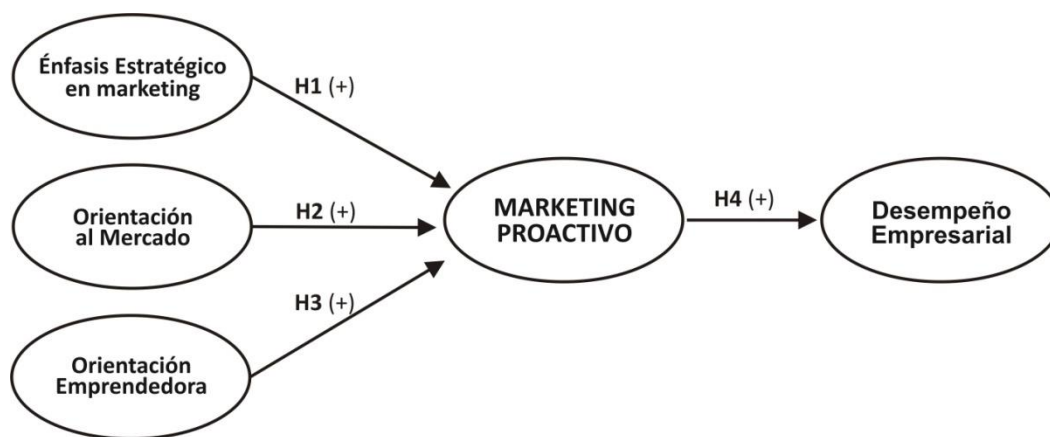 Énfasis Estratégico
en marketing
H1 (+)
Orientación
al Mercado
H2 (+)
MARKETING
PROACTIVO
H4 (+)
Desempeño
Empresarial
H3 (+)
Orientación
Emprendedora